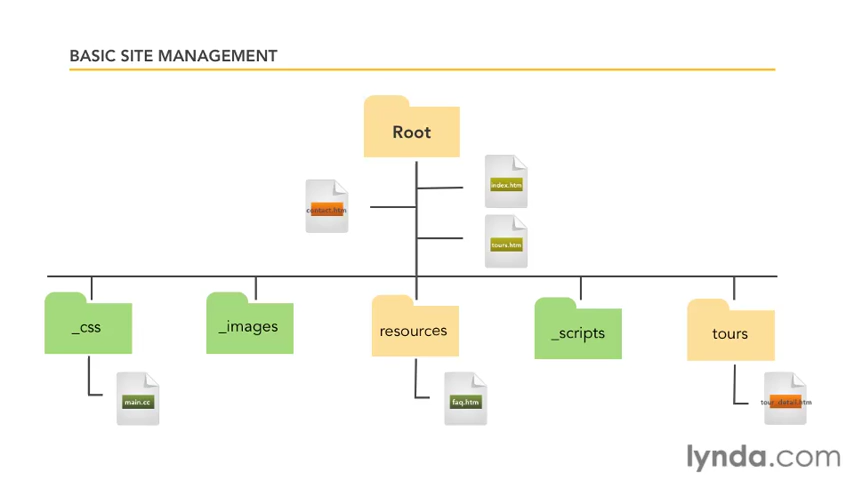 BASIC SITE MANAGEMENT
Root
index.htm
contact.htm
tours.htm
_css
_images
resources
_scripts
tours
main.cc
faq.htm
tour_detail.htm
lynda.com